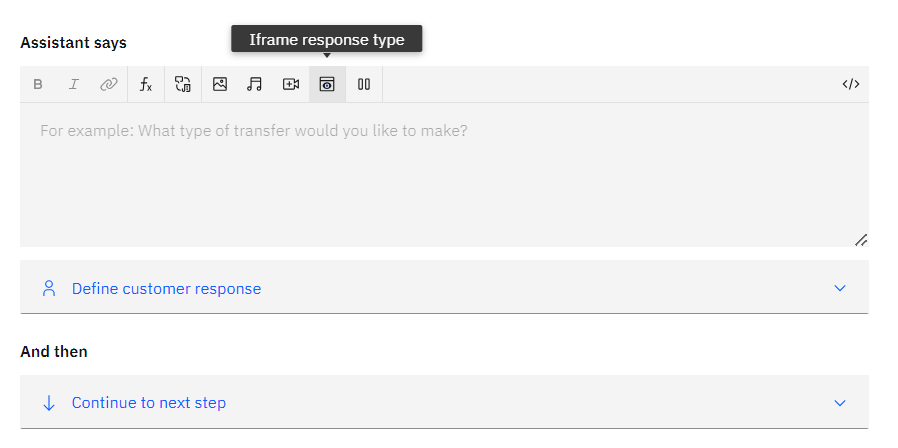 Iframe response type
Assistant says
B I fx </>
For example: What type of transfer would you like to make?
Define customer response
And then
Continue to next step